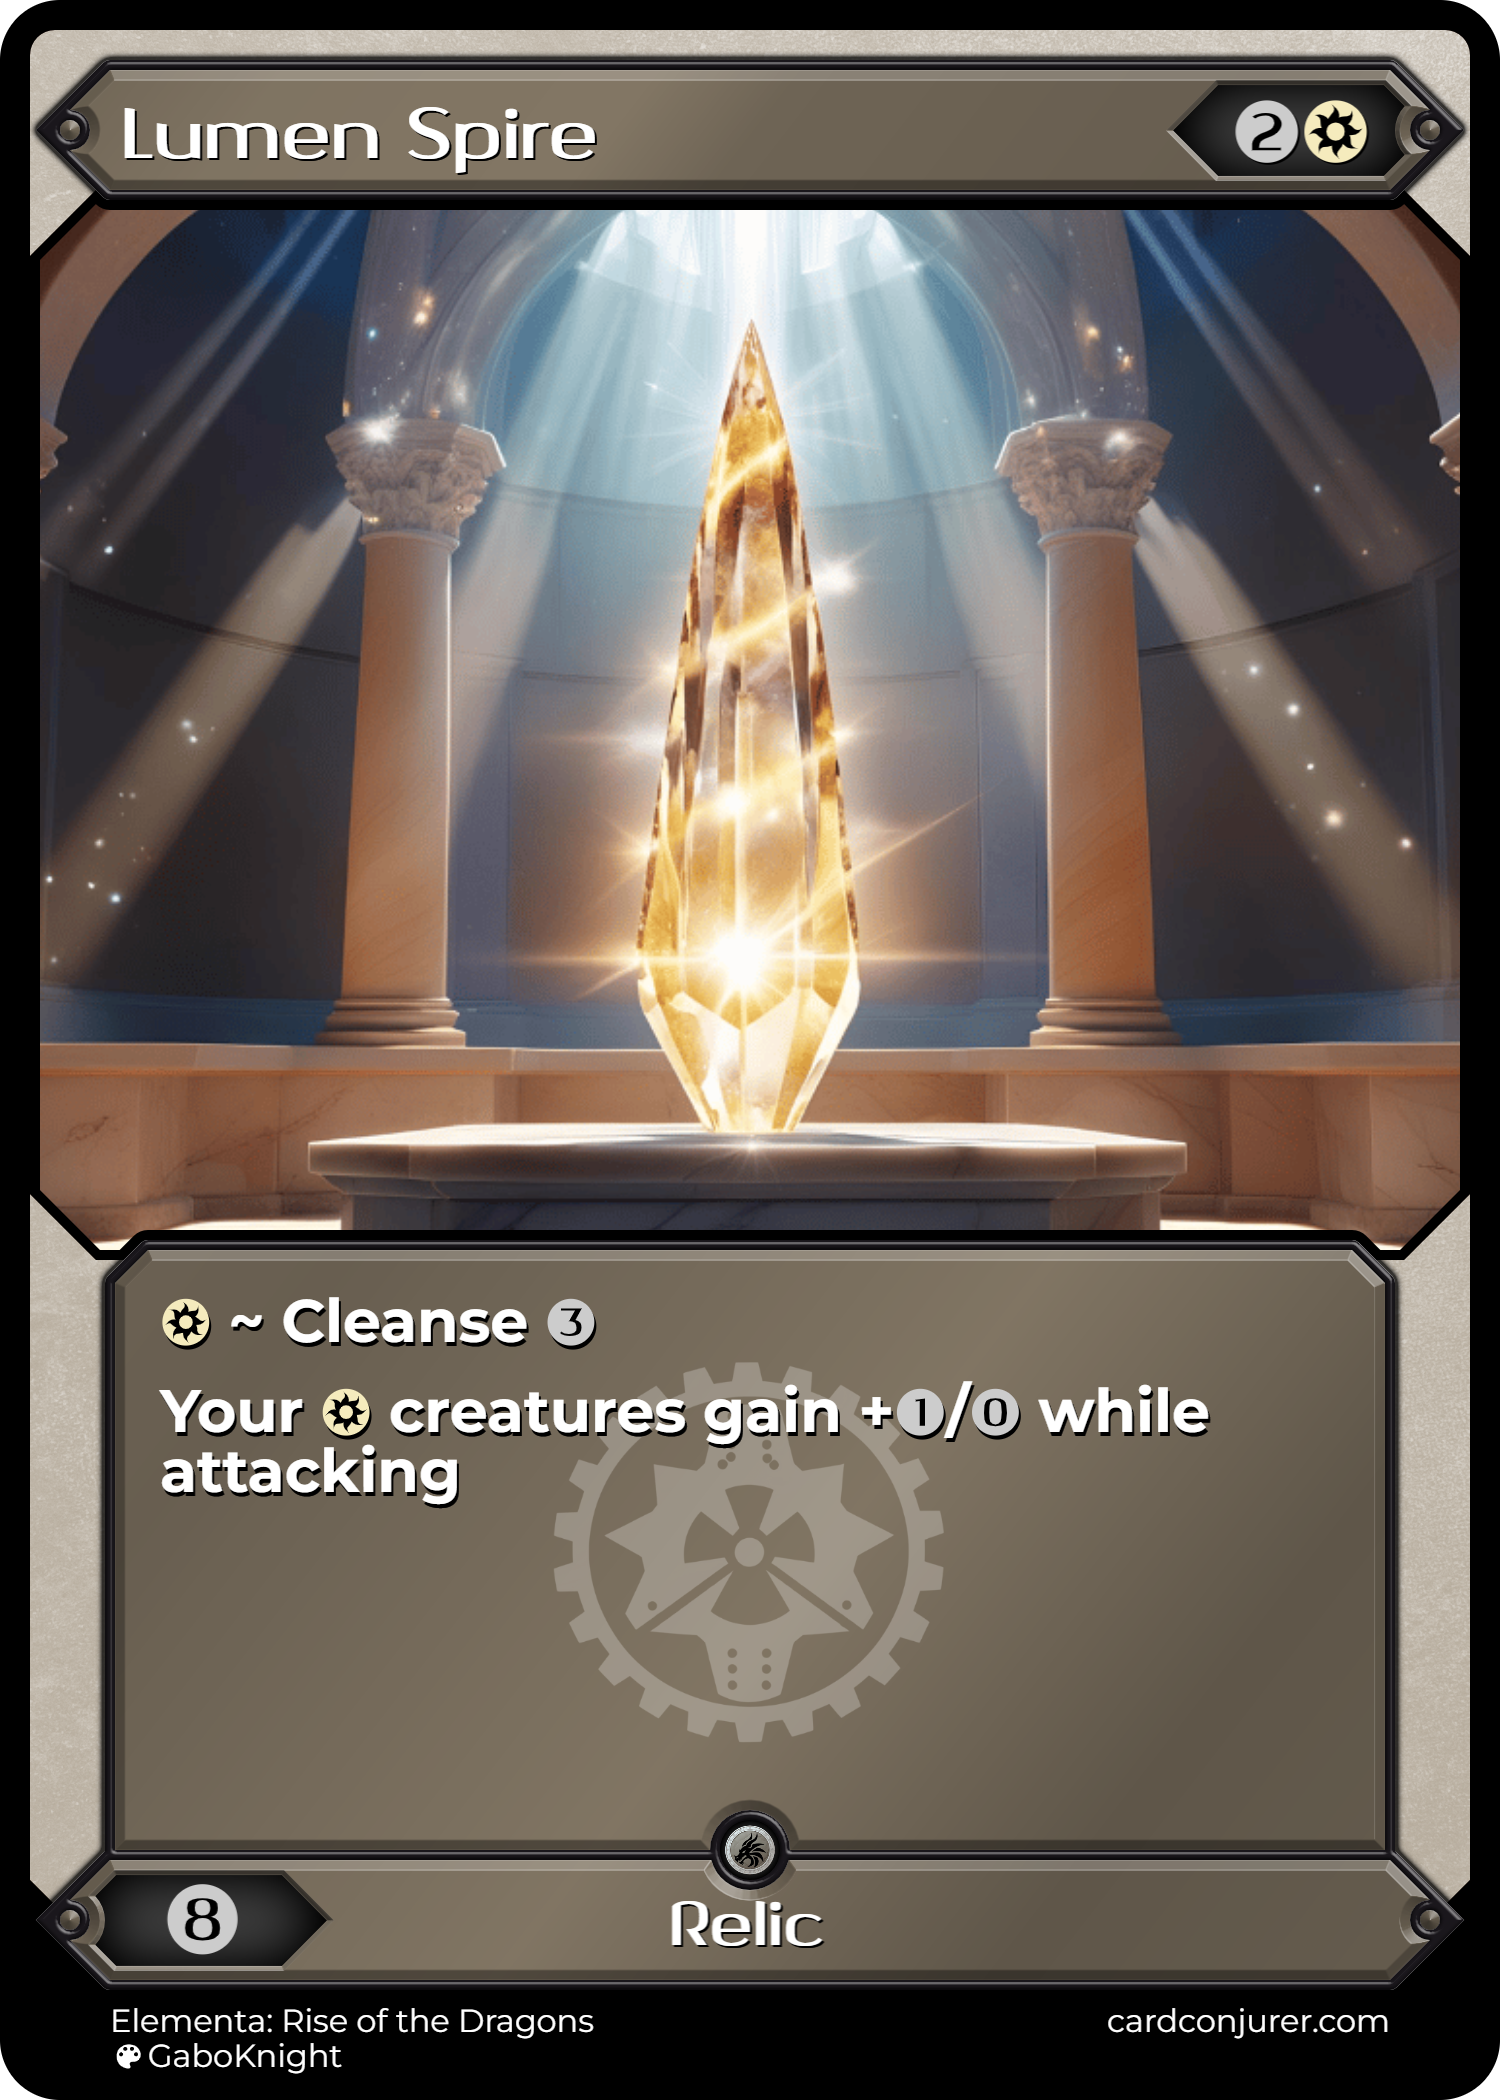 Lumen Spire 2
~ Cleanse 3
Your creatures gain +1/0 while
attacking
8 Relic
Elementa: Rise of the Dragons cardconjurer.com
GaboKnight